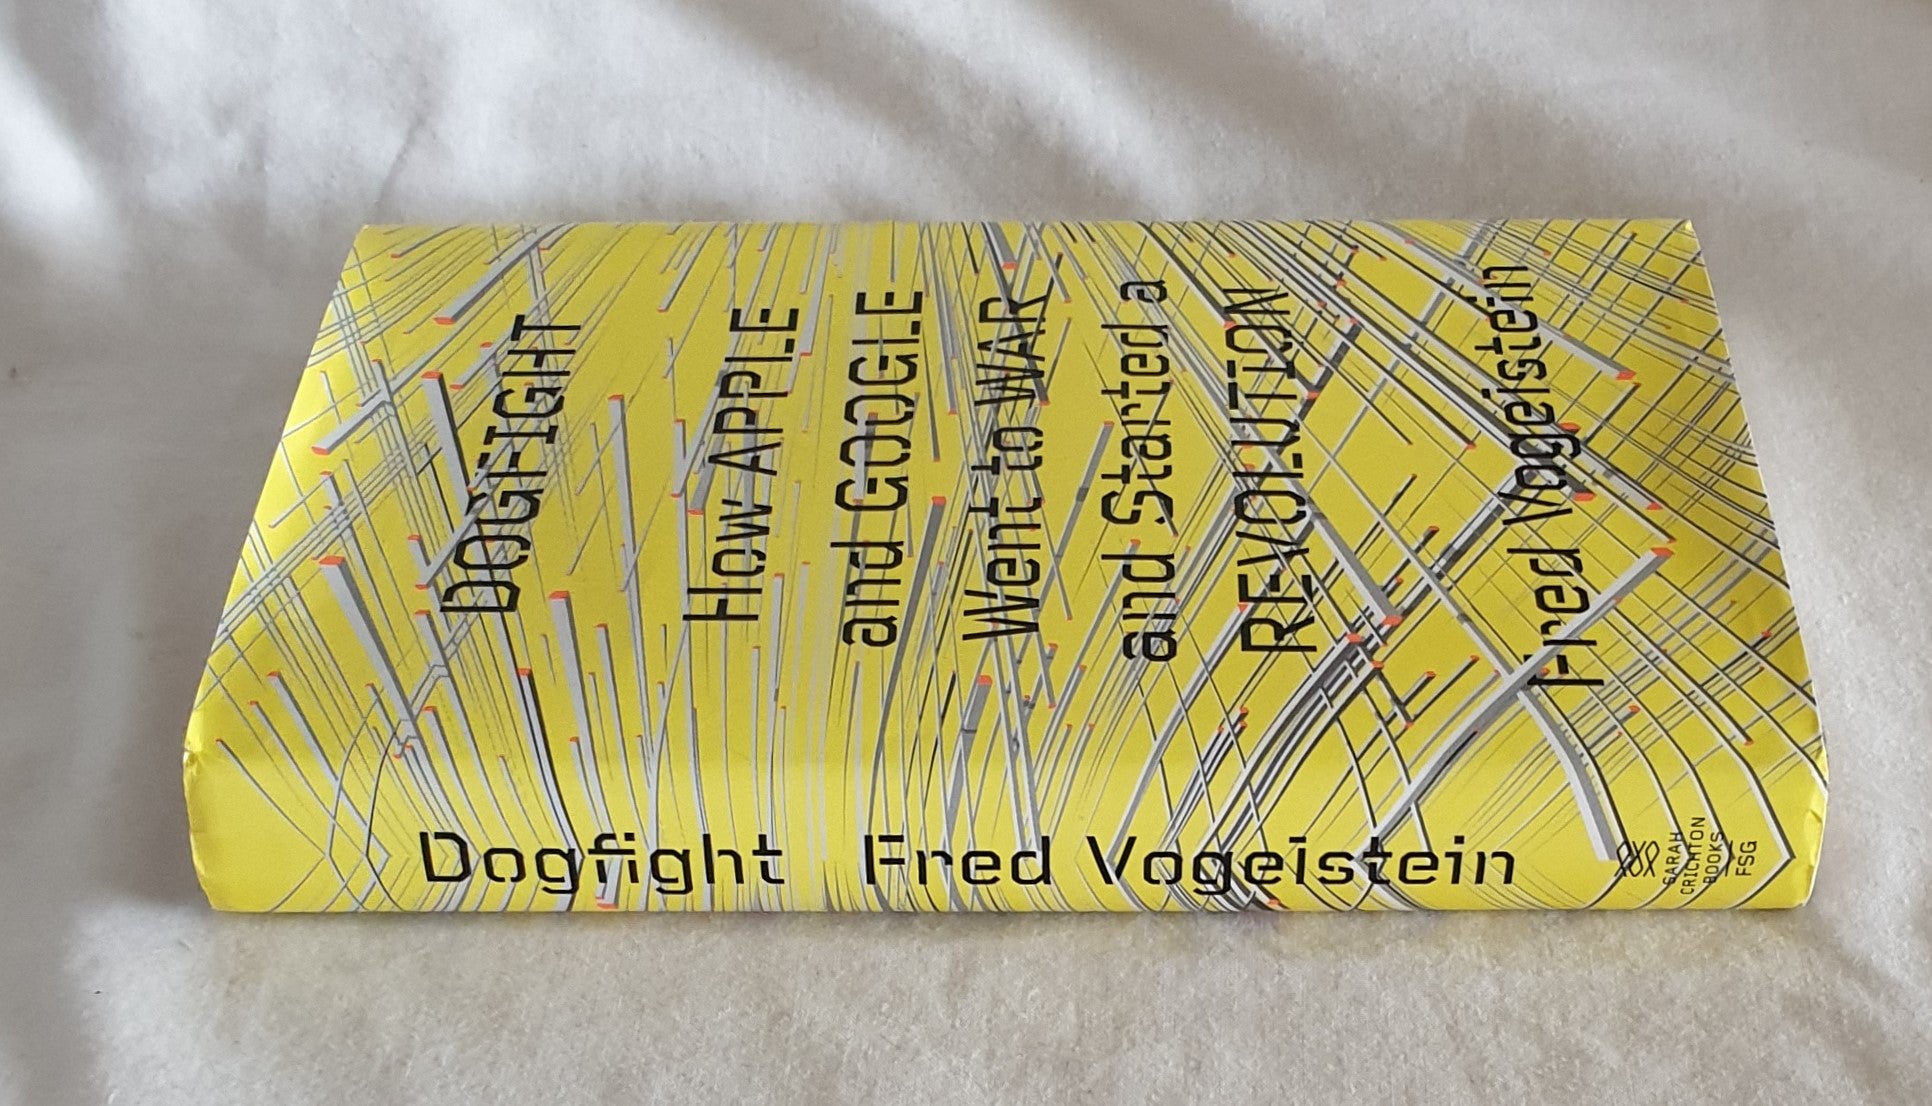 DOGFIGHT
How APPLE
and GOOGLE
Went to WAR
and Started a
REVOLUTION
Fred Vogelstein
Dogfight Fred Vogelstein
SARAH
CRICHTON
BOOKS
FSG